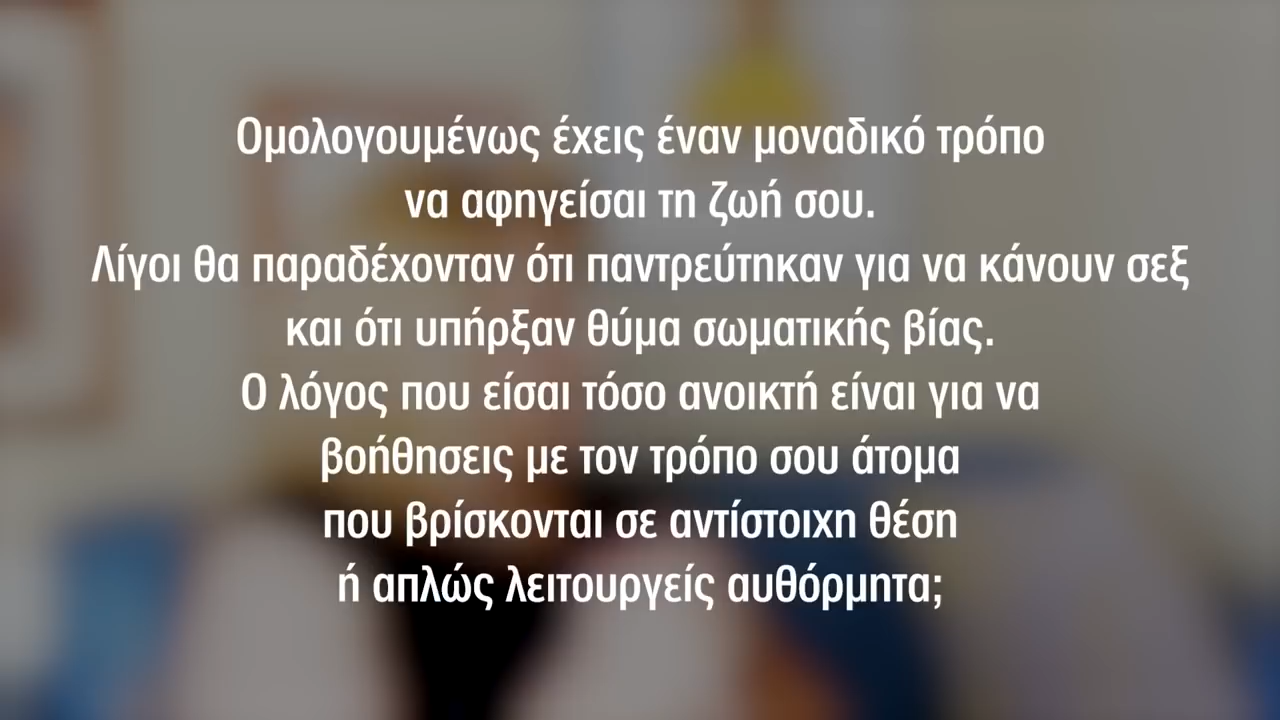 Ομολογουμένως έχεις έναν μοναδικό τρόπο
να αφηγείσαι τη ζωή σου.
Λίγοι θα παραδέχονταν ότι παντρεύτηκαν για να κάνουν σεξ
και ότι υπήρξαν θύμα σωματικής βίας.
Ο λόγος που είσαι τόσο ανοικτή είναι για να
βοήθησεις με τον τρόπο σου άτομα
που βρίσκονται σε αντίστοιχη θέση
ή απλώς λειτουργείς αυθόρμητα;